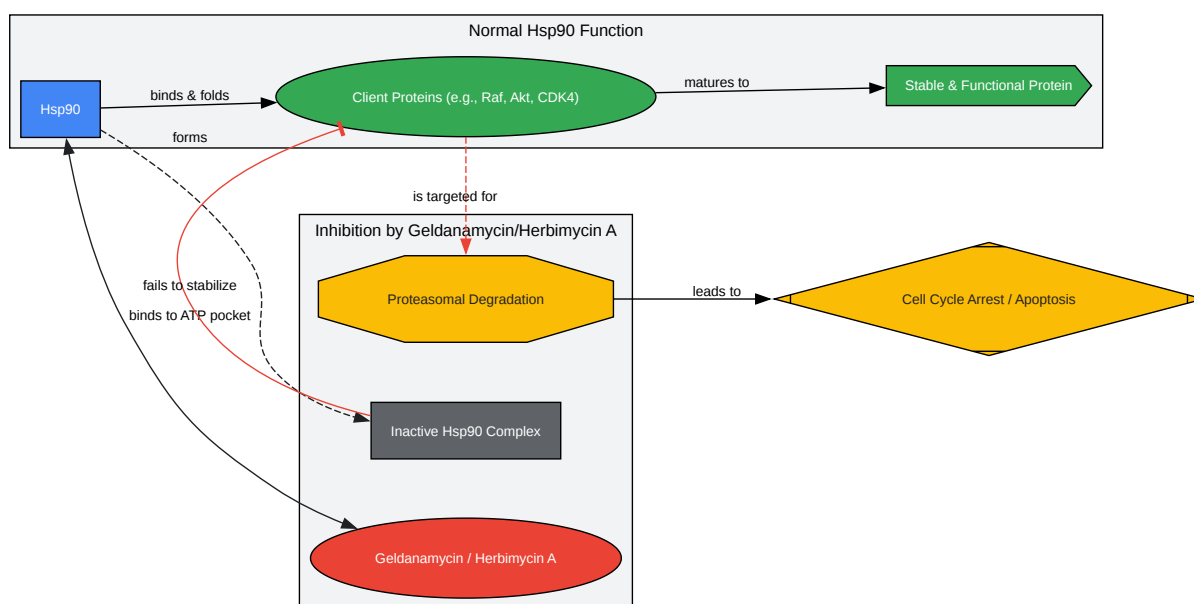 Normal Hsp90 Function
Hsp90
binds & folds
Client Proteins (e.g., Raf, Akt, CDK4)
matures to
Stable & Functional Protein
forms
is targeted for
Inhibition by Geldanamycin/Herbimycin A
fails to stabilize
binds to ATP pocket
Proteasomal Degradation
leads to
Cell Cycle Arrest / Apoptosis
Inactive Hsp90 Complex
Geldanamycin / Herbimycin A